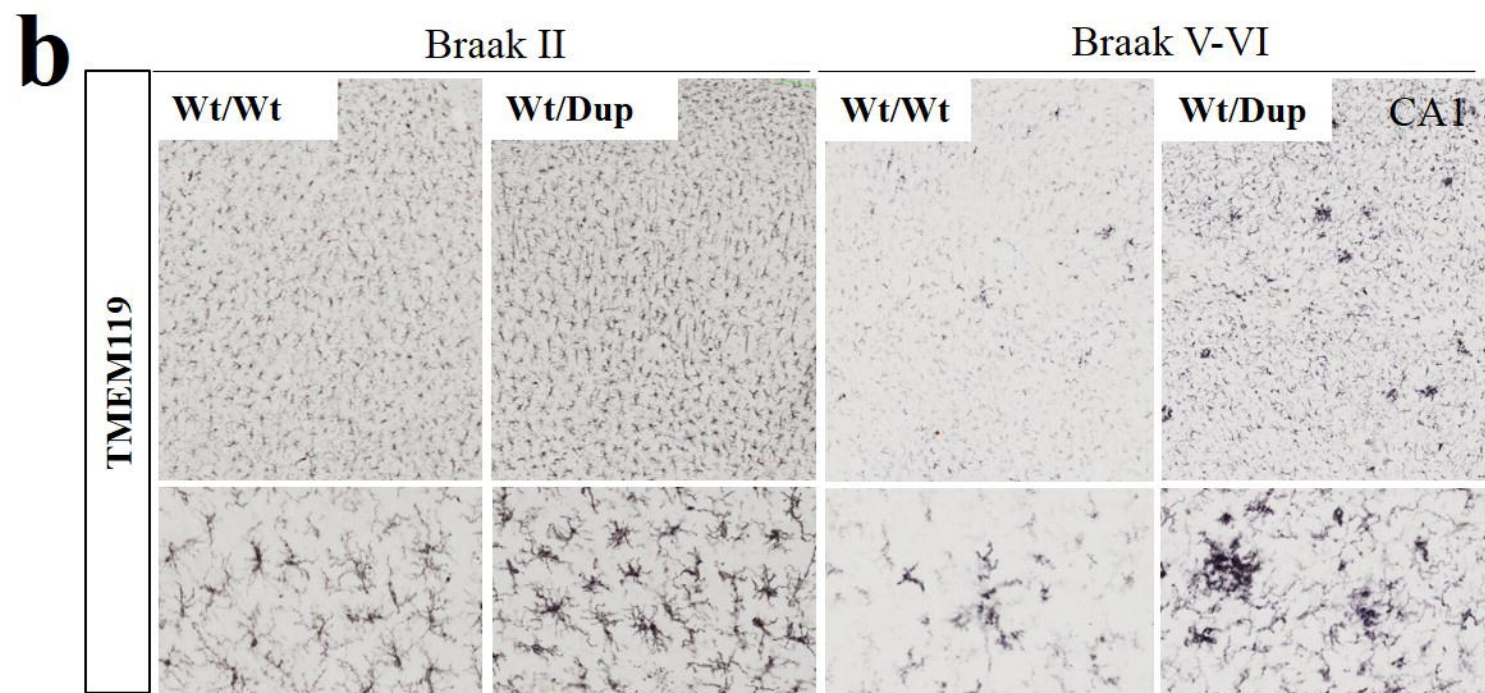 b
Braak II
Braak V-VI
TMEM119
Wt/Wt
Wt/Dup
Wt/Wt
Wt/Dup
CA1